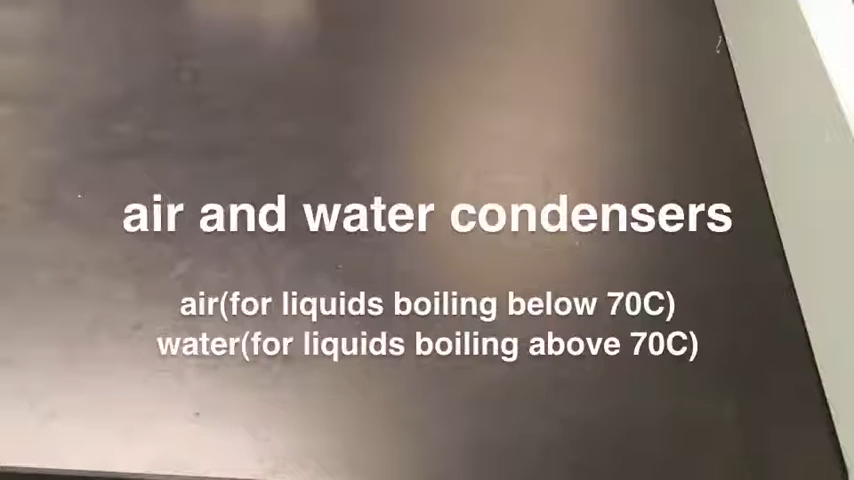 air and water condensers
air(for liquids boiling below 70C)
water(for liquids boiling above 70C)